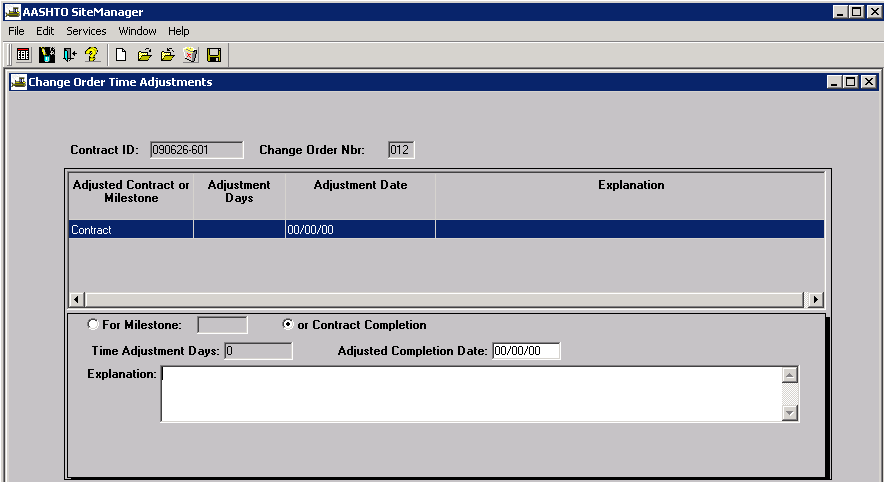 AASHTO SiteManager
File Edit Services Window Help
Change Order Time Adjustments
Contract ID: 090626-601 Change Order Nbr: 012
Adjusted Contract or Milestone Adjustment Days Adjustment Date Explanation
Contract 00/00/00
For Milestone: or Contract Completion
Time Adjustment Days: 0 Adjusted Completion Date: 00/00/00
Explanation: